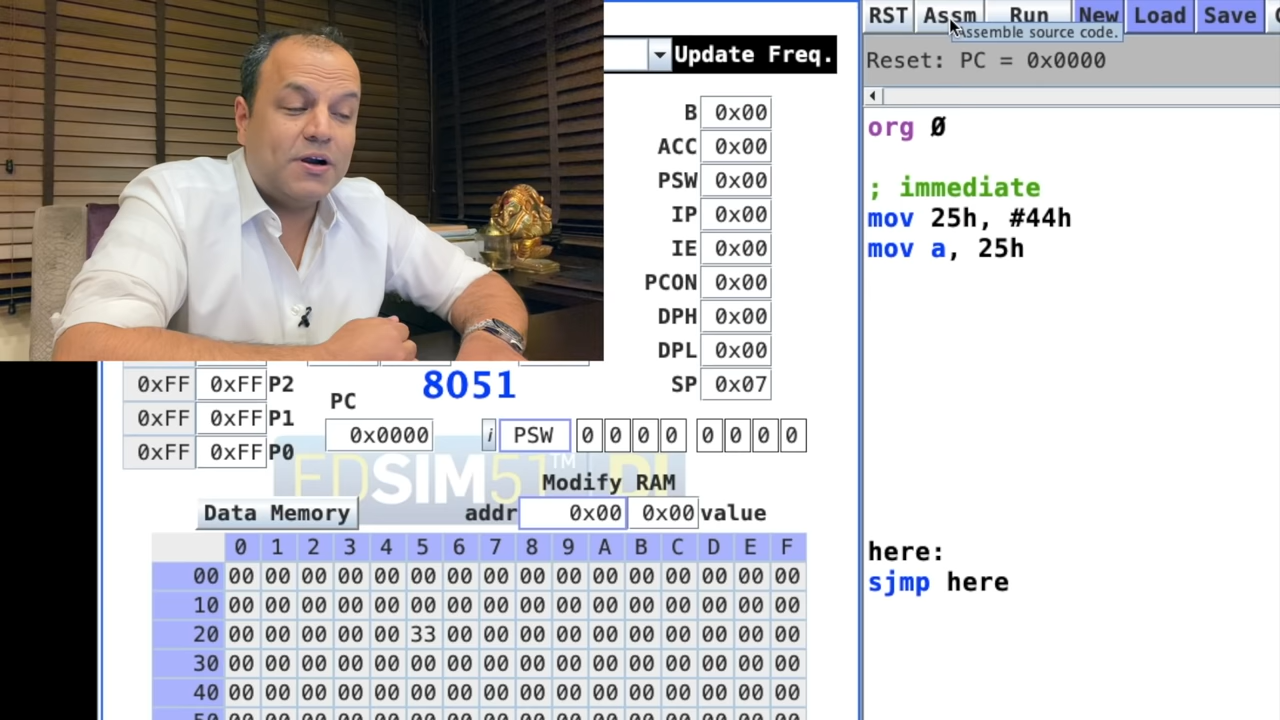 RST Assm Run New Load Save
Assemble source code.
Update Freq.
Reset: PC = 0x0000
B 0x00
ACC 0x00
PSW 0x00
IP 0x00
IE 0x00
PCON 0x00
DPH 0x00
DPL 0x00
SP 0x07
org 0
; immediate
mov 25h, #44h
mov a, 25h
here:
sjmp here
0xFF 0xFF P2
0xFF 0xFF P1
0xFF 0xFF P0
8051
PC
0x0000
i PSW 0 0 0 0 0 0 0 0
EDSIM51™ DI
Modify RAM
Data Memory addr 0x00 0x00 value
0 1 2 3 4 5 6 7 8 9 A B C D E F
00 00 00 00 00 00 00 00 00 00 00 00 00 00 00 00 00
10 00 00 00 00 00 00 00 00 00 00 00 00 00 00 00 00
20 00 00 00 00 00 33 00 00 00 00 00 00 00 00 00 00
30 00 00 00 00 00 00 00 00 00 00 00 00 00 00 00 00
40 00 00 00 00 00 00 00 00 00 00 00 00 00 00 00 00